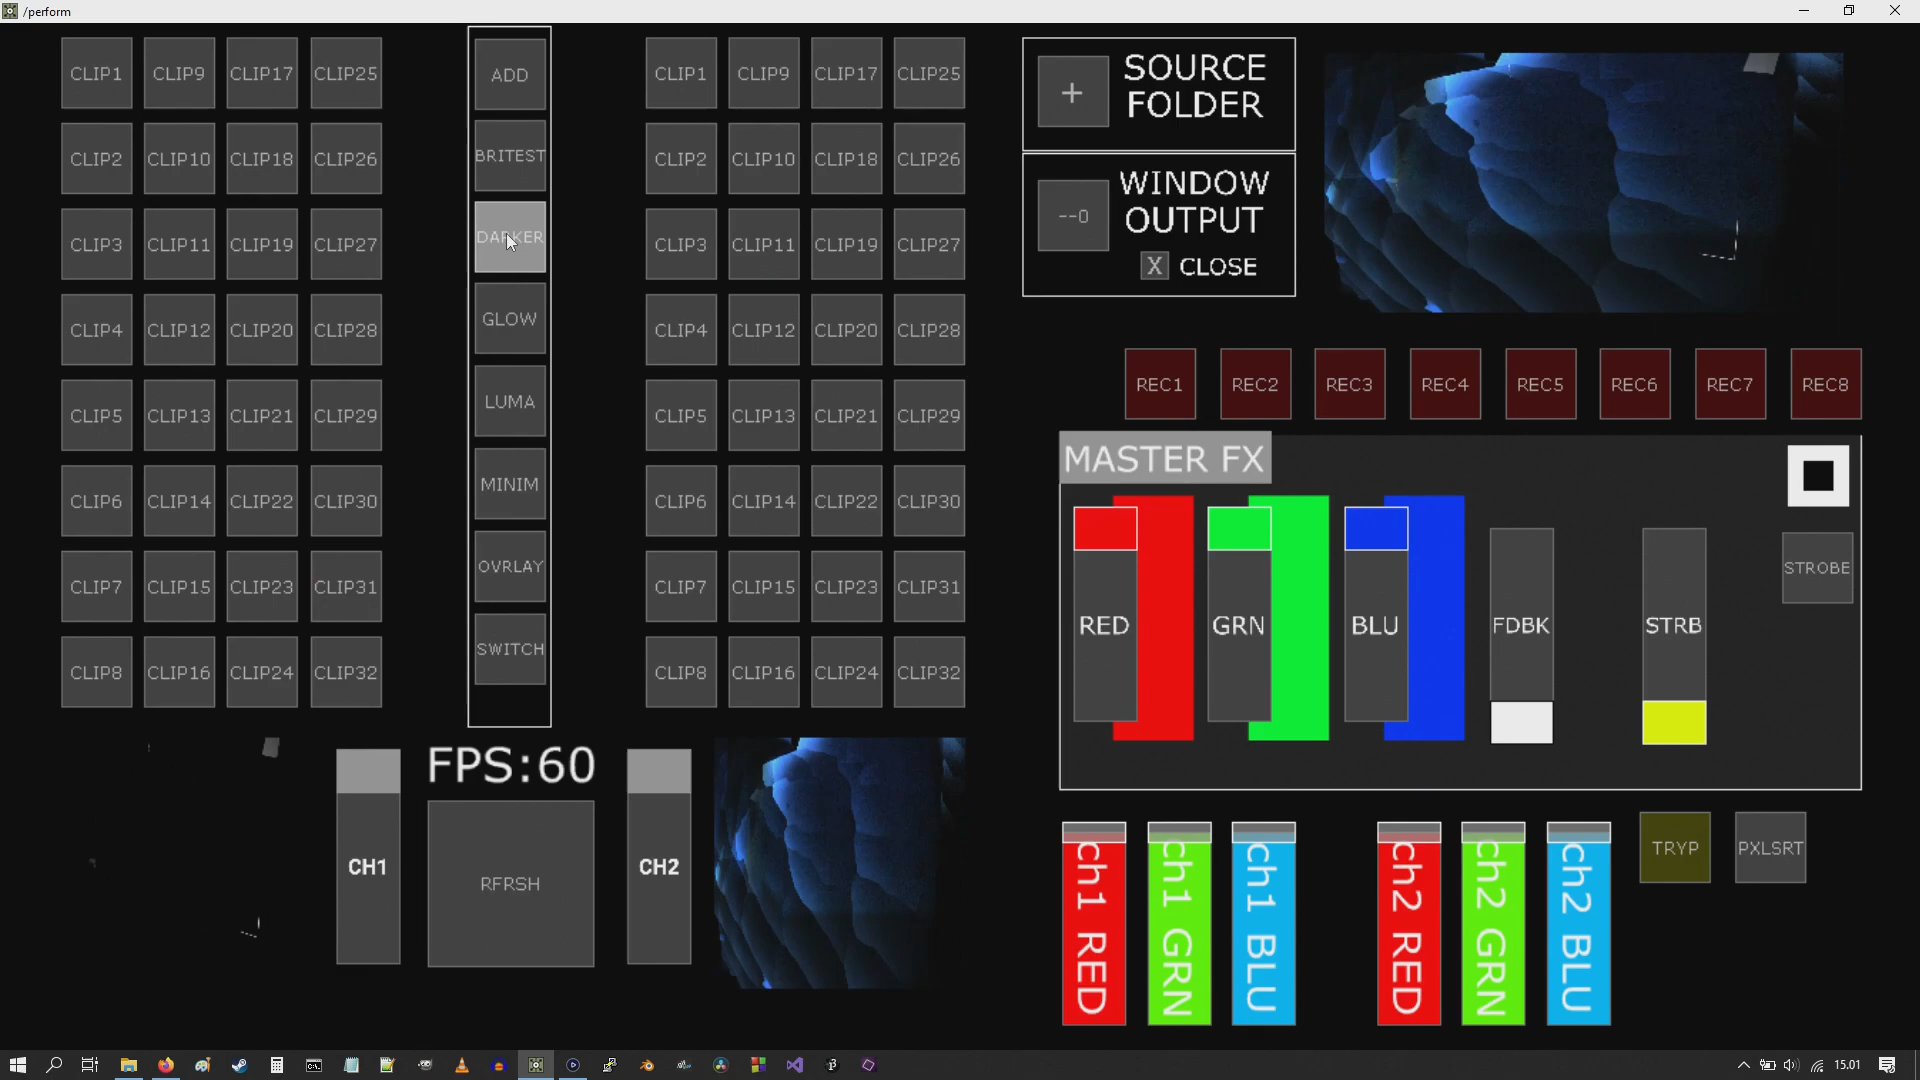 /perform
CLIP1 CLIP9 CLIP17 CLIP25
CLIP2 CLIP10 CLIP18 CLIP26
CLIP3 CLIP11 CLIP19 CLIP27
CLIP4 CLIP12 CLIP20 CLIP28
CLIP5 CLIP13 CLIP21 CLIP29
CLIP6 CLIP14 CLIP22 CLIP30
CLIP7 CLIP15 CLIP23 CLIP31
CLIP8 CLIP16 CLIP24 CLIP32
ADD
BRITEST
DARKER
GLOW
LUMA
MINIM
OVRLAY
SWITCH
CLIP1 CLIP9 CLIP17 CLIP25
CLIP2 CLIP10 CLIP18 CLIP26
CLIP3 CLIP11 CLIP19 CLIP27
CLIP4 CLIP12 CLIP20 CLIP28
CLIP5 CLIP13 CLIP21 CLIP29
CLIP6 CLIP14 CLIP22 CLIP30
CLIP7 CLIP15 CLIP23 CLIP31
CLIP8 CLIP16 CLIP24 CLIP32
CH1
FPS:60
RFRSH
CH2
+
SOURCE
FOLDER
--0
WINDOW
OUTPUT
X CLOSE
REC1 REC2 REC3 REC4 REC5 REC6 REC7 REC8
MASTER FX
STROBE
RED GRN BLU FDBK STRB
ch1 RED
ch1 GRN
ch1 BLU
ch2 RED
ch2 GRN
ch2 BLU
TRYP PXLSRT
15.01